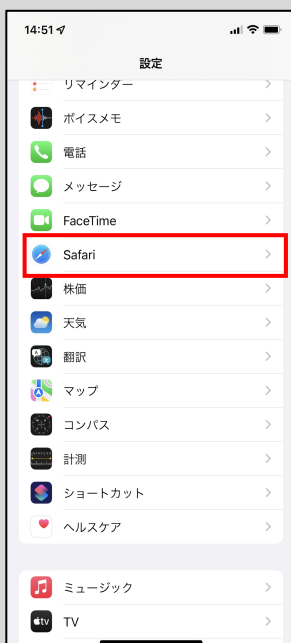 14:51
設定
リマインダー
ボイスメモ
電話
メッセージ
FaceTime
Safari
株価
天気
翻訳
マップ
コンパス
計測
ショートカット
ヘルスケア
ミュージック
tv TV